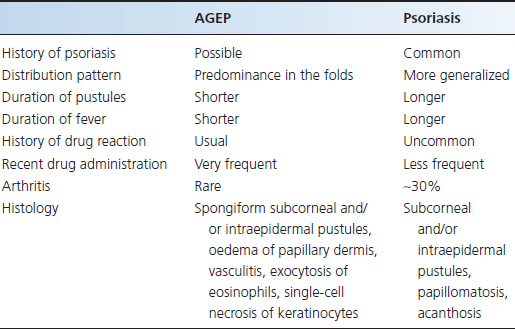 AGEP Psoriasis
History of psoriasis Possible Common
Distribution pattern Predominance in the folds More generalized
Duration of pustules Shorter Longer
Duration of fever Shorter Longer
History of drug reaction Usual Uncommon
Recent drug administration Very frequent Less frequent
Arthritis Rare ~30%
Histology Spongiform subcorneal and/ Subcorneal
or intraepidermal pustules, and/or
oedema of papillary dermis, intraepidermal
vasculitis, exocytosis of pustules,
eosinophils, single-cell papillomatosis,
necrosis of keratinocytes acanthosis